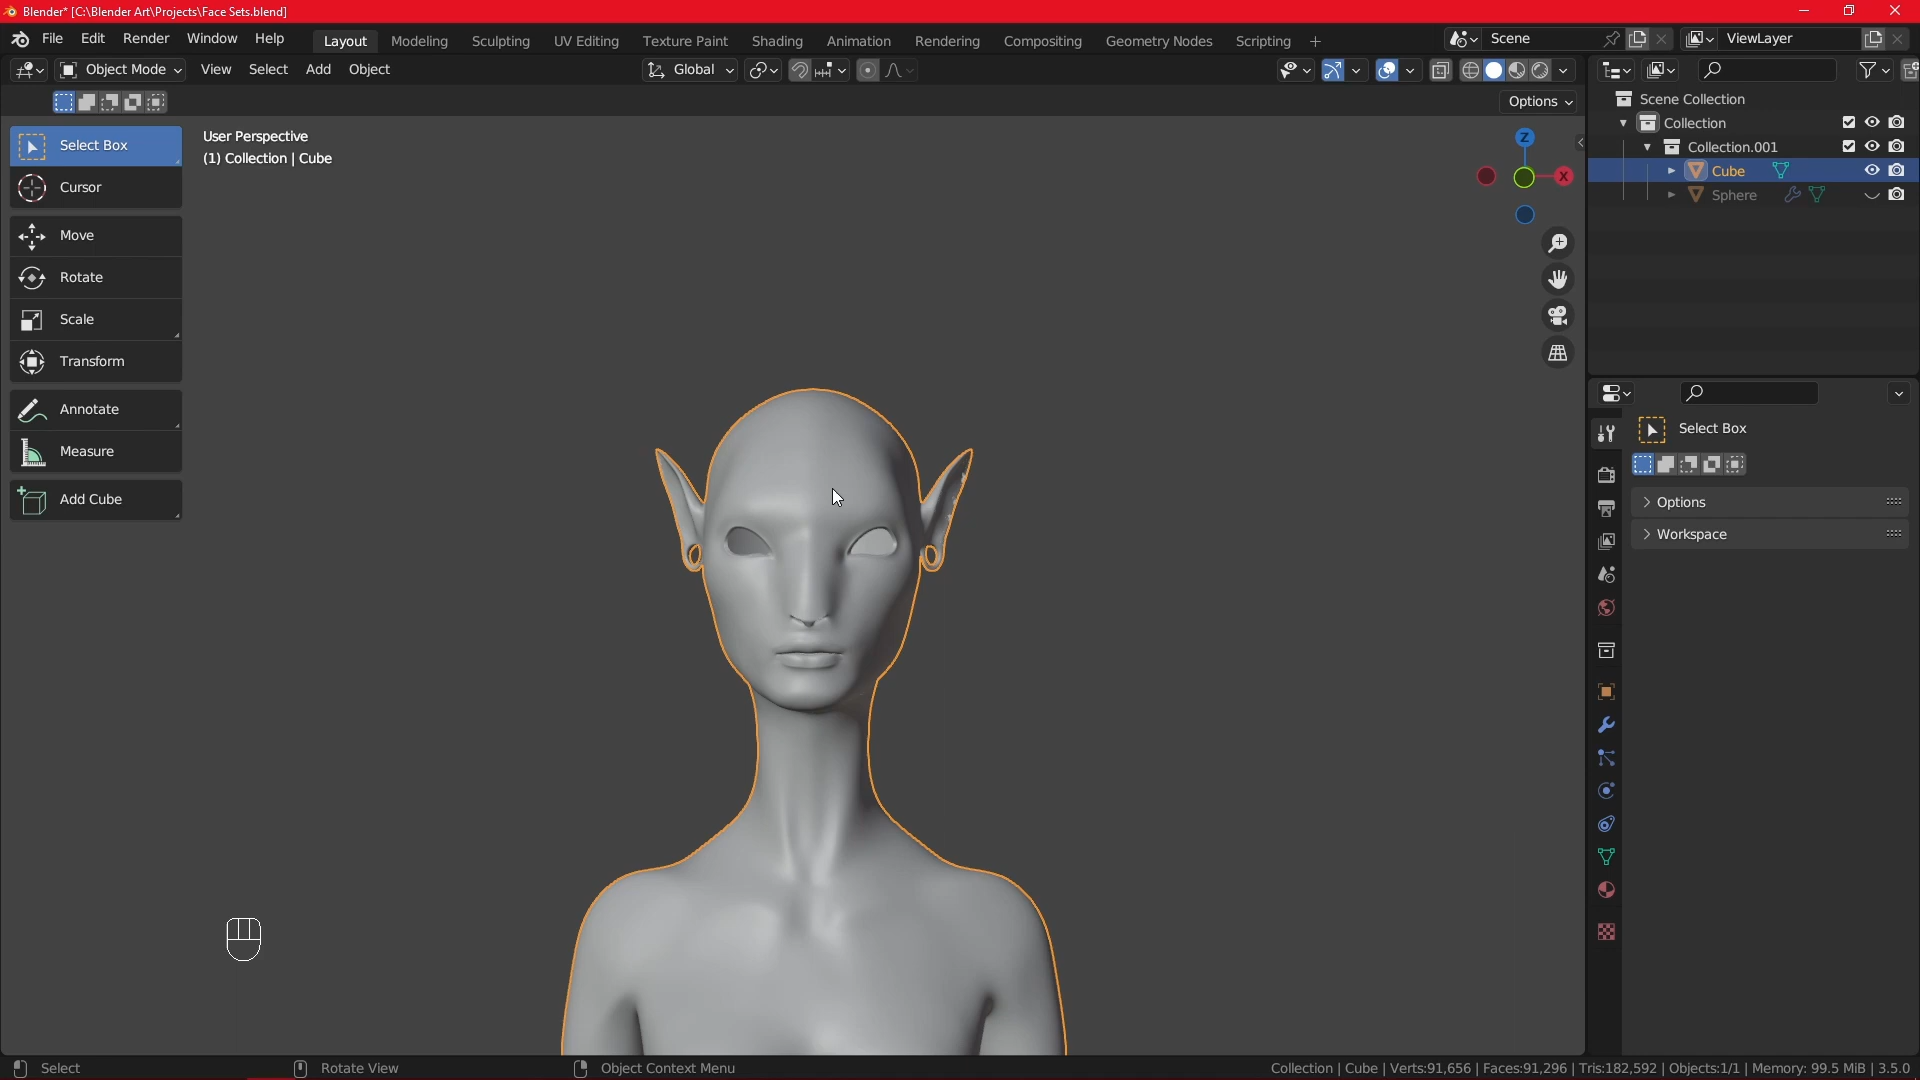 Blender* [C:\Blender Art\Projects\Face Sets.blend]
File Edit Render Window Help Layout Modeling Sculpting UV Editing Texture Paint Shading Animation Rendering Compositing Geometry Nodes Scripting + Scene ViewLayer
Object Mode View Select Add Object Global
Options
User Perspective
(1) Collection | Cube
Select Box
Cursor
Move
Rotate
Scale
Transform
Annotate
Measure
Add Cube
Z
X
Scene Collection
Collection
Collection.001
Cube
Sphere
Select Box
Options
Workspace
Select Rotate View Object Context Menu Collection | Cube | Verts:91,656 | Faces:91,296 | Tris:182,592 | Objects:1/1 | Memory: 99.5 MiB | 3.5.0